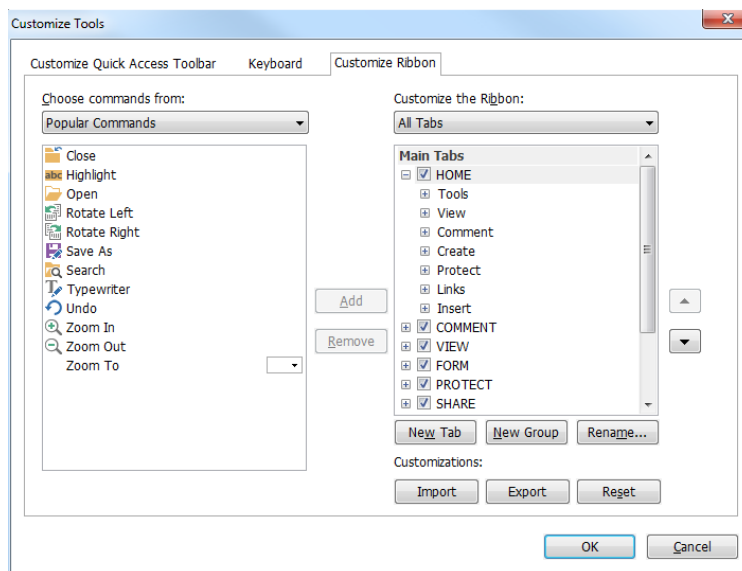 Customize Tools
Customize Quick Access Toolbar
Keyboard
Customize Ribbon
Choose commands from:
Popular Commands
Close
abc Highlight
Open
Rotate Left
Rotate Right
Save As
Search
Typewriter
Undo
Zoom In
Zoom Out
Zoom To
Add
Remove
Customize the Ribbon:
All Tabs
Main Tabs
HOME
Tools
View
Comment
Create
Protect
Links
Insert
COMMENT
VIEW
FORM
PROTECT
SHARE
New Tab
New Group
Rename...
Customizations:
Import
Export
Reset
OK
Cancel